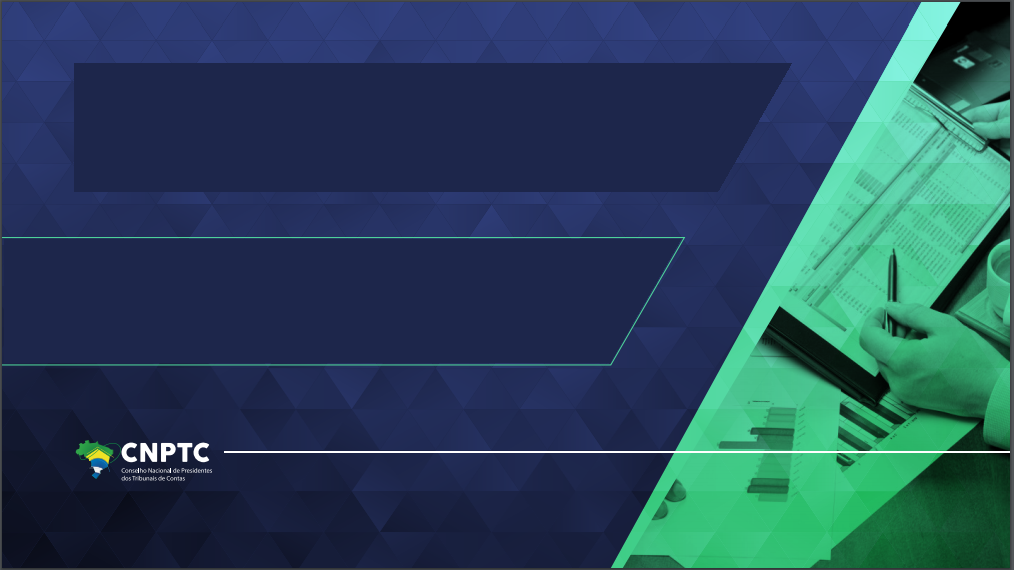 CNPTC
Conselho Nacional de Presidentes
dos Tribunais de Contas